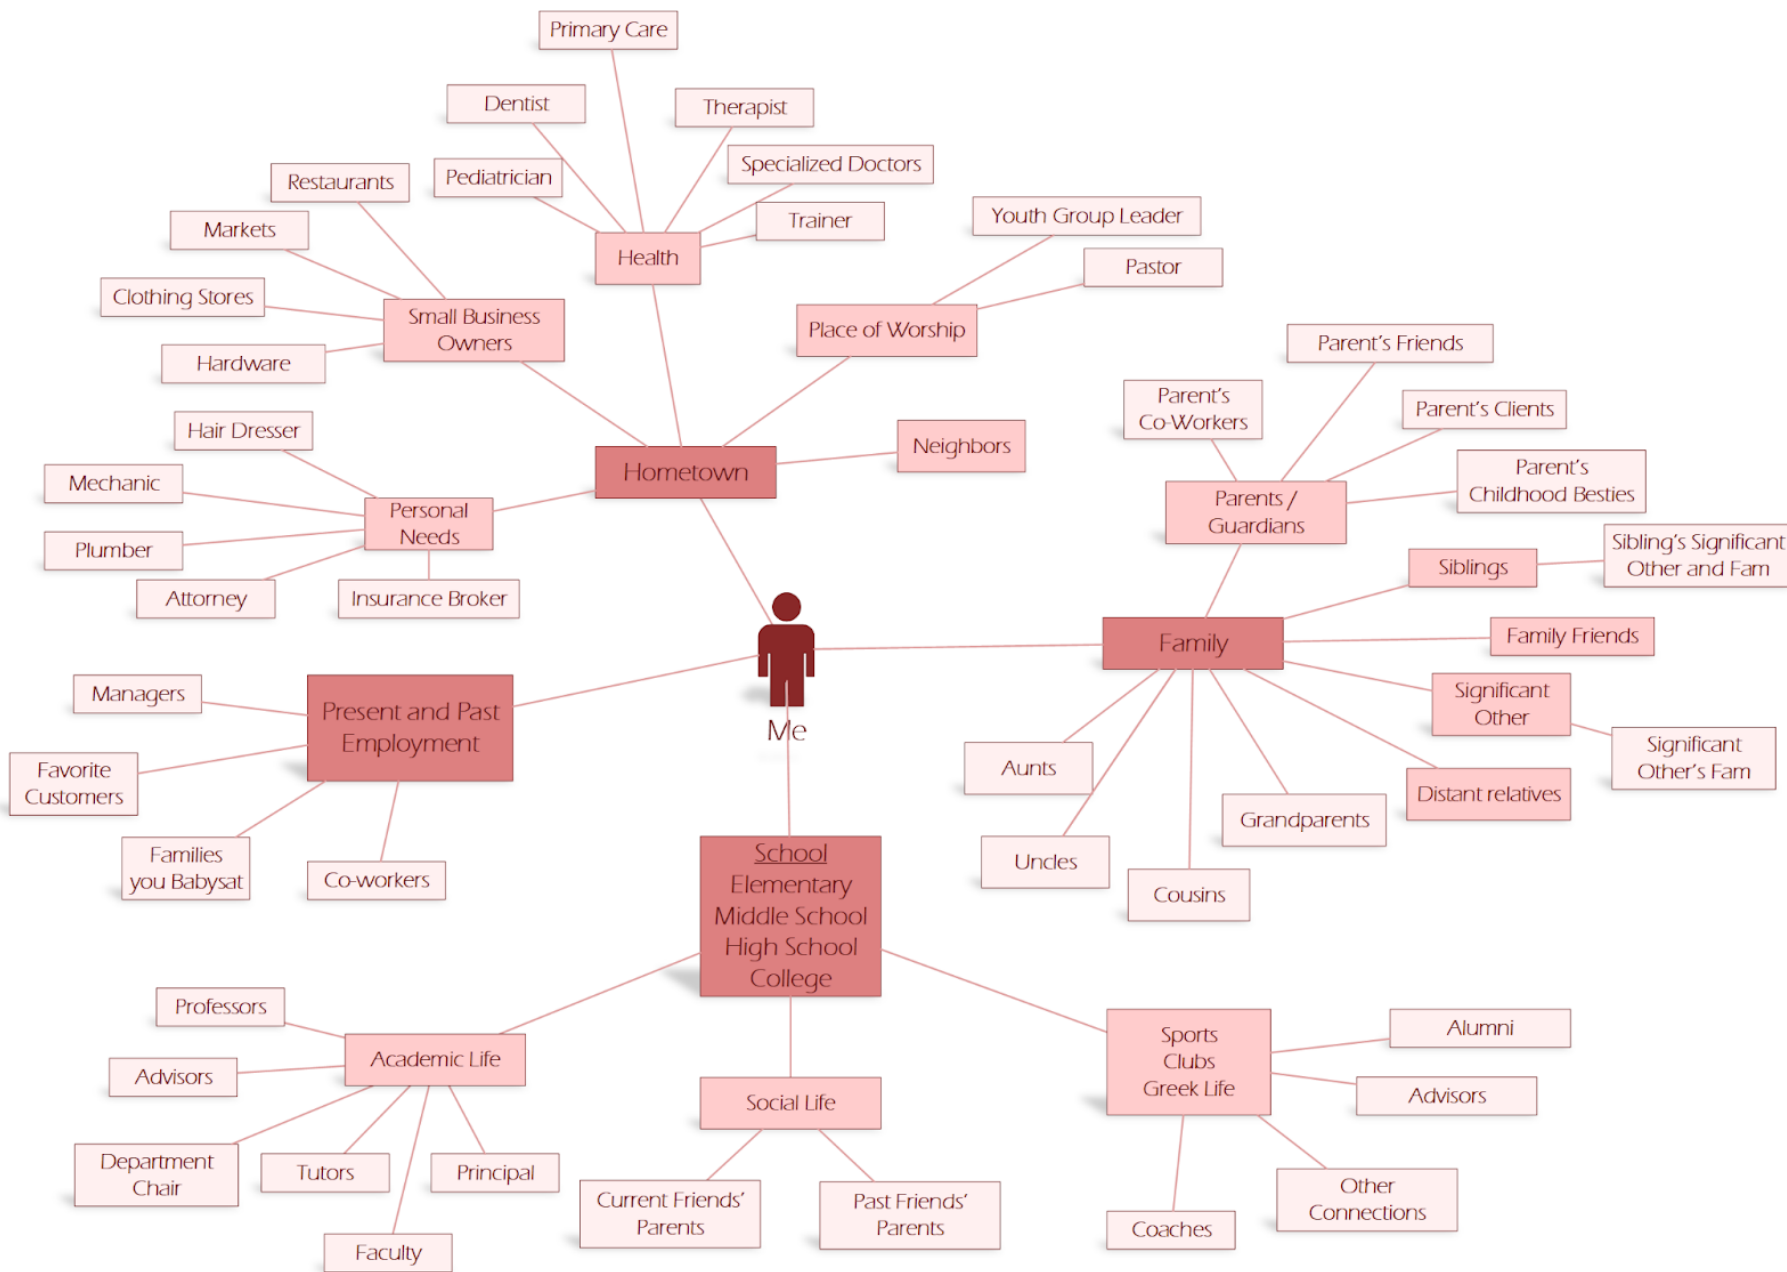 Primary Care
Dentist
Therapist
Pediatrician
Specialized Doctors
Trainer
Health
Restaurants
Markets
Clothing Stores
Hardware
Small Business
Owners
Youth Group Leader
Pastor
Place of Worship
Neighbors
Hometown
Hair Dresser
Mechanic
Plumber
Attorney
Insurance Broker
Personal
Needs
Parent's Friends
Parent's
Co-Workers
Parent's Clients
Parent's
Childhood Besties
Parents /
Guardians
Siblings
Sibling's Significant
Other and Fam
Family
Family Friends
Significant
Other
Significant
Other's Fam
Distant relatives
Grandparents
Cousins
Uncles
Aunts
Me
Present and Past
Employment
Managers
Favorite
Customers
Families
you Babysat
Co-workers
School
Elementary
Middle School
High School
College
Academic Life
Professors
Advisors
Department
Chair
Tutors
Faculty
Principal
Social Life
Current Friends'
Parents
Past Friends'
Parents
Sports
Clubs
Greek Life
Alumni
Advisors
Other
Connections
Coaches